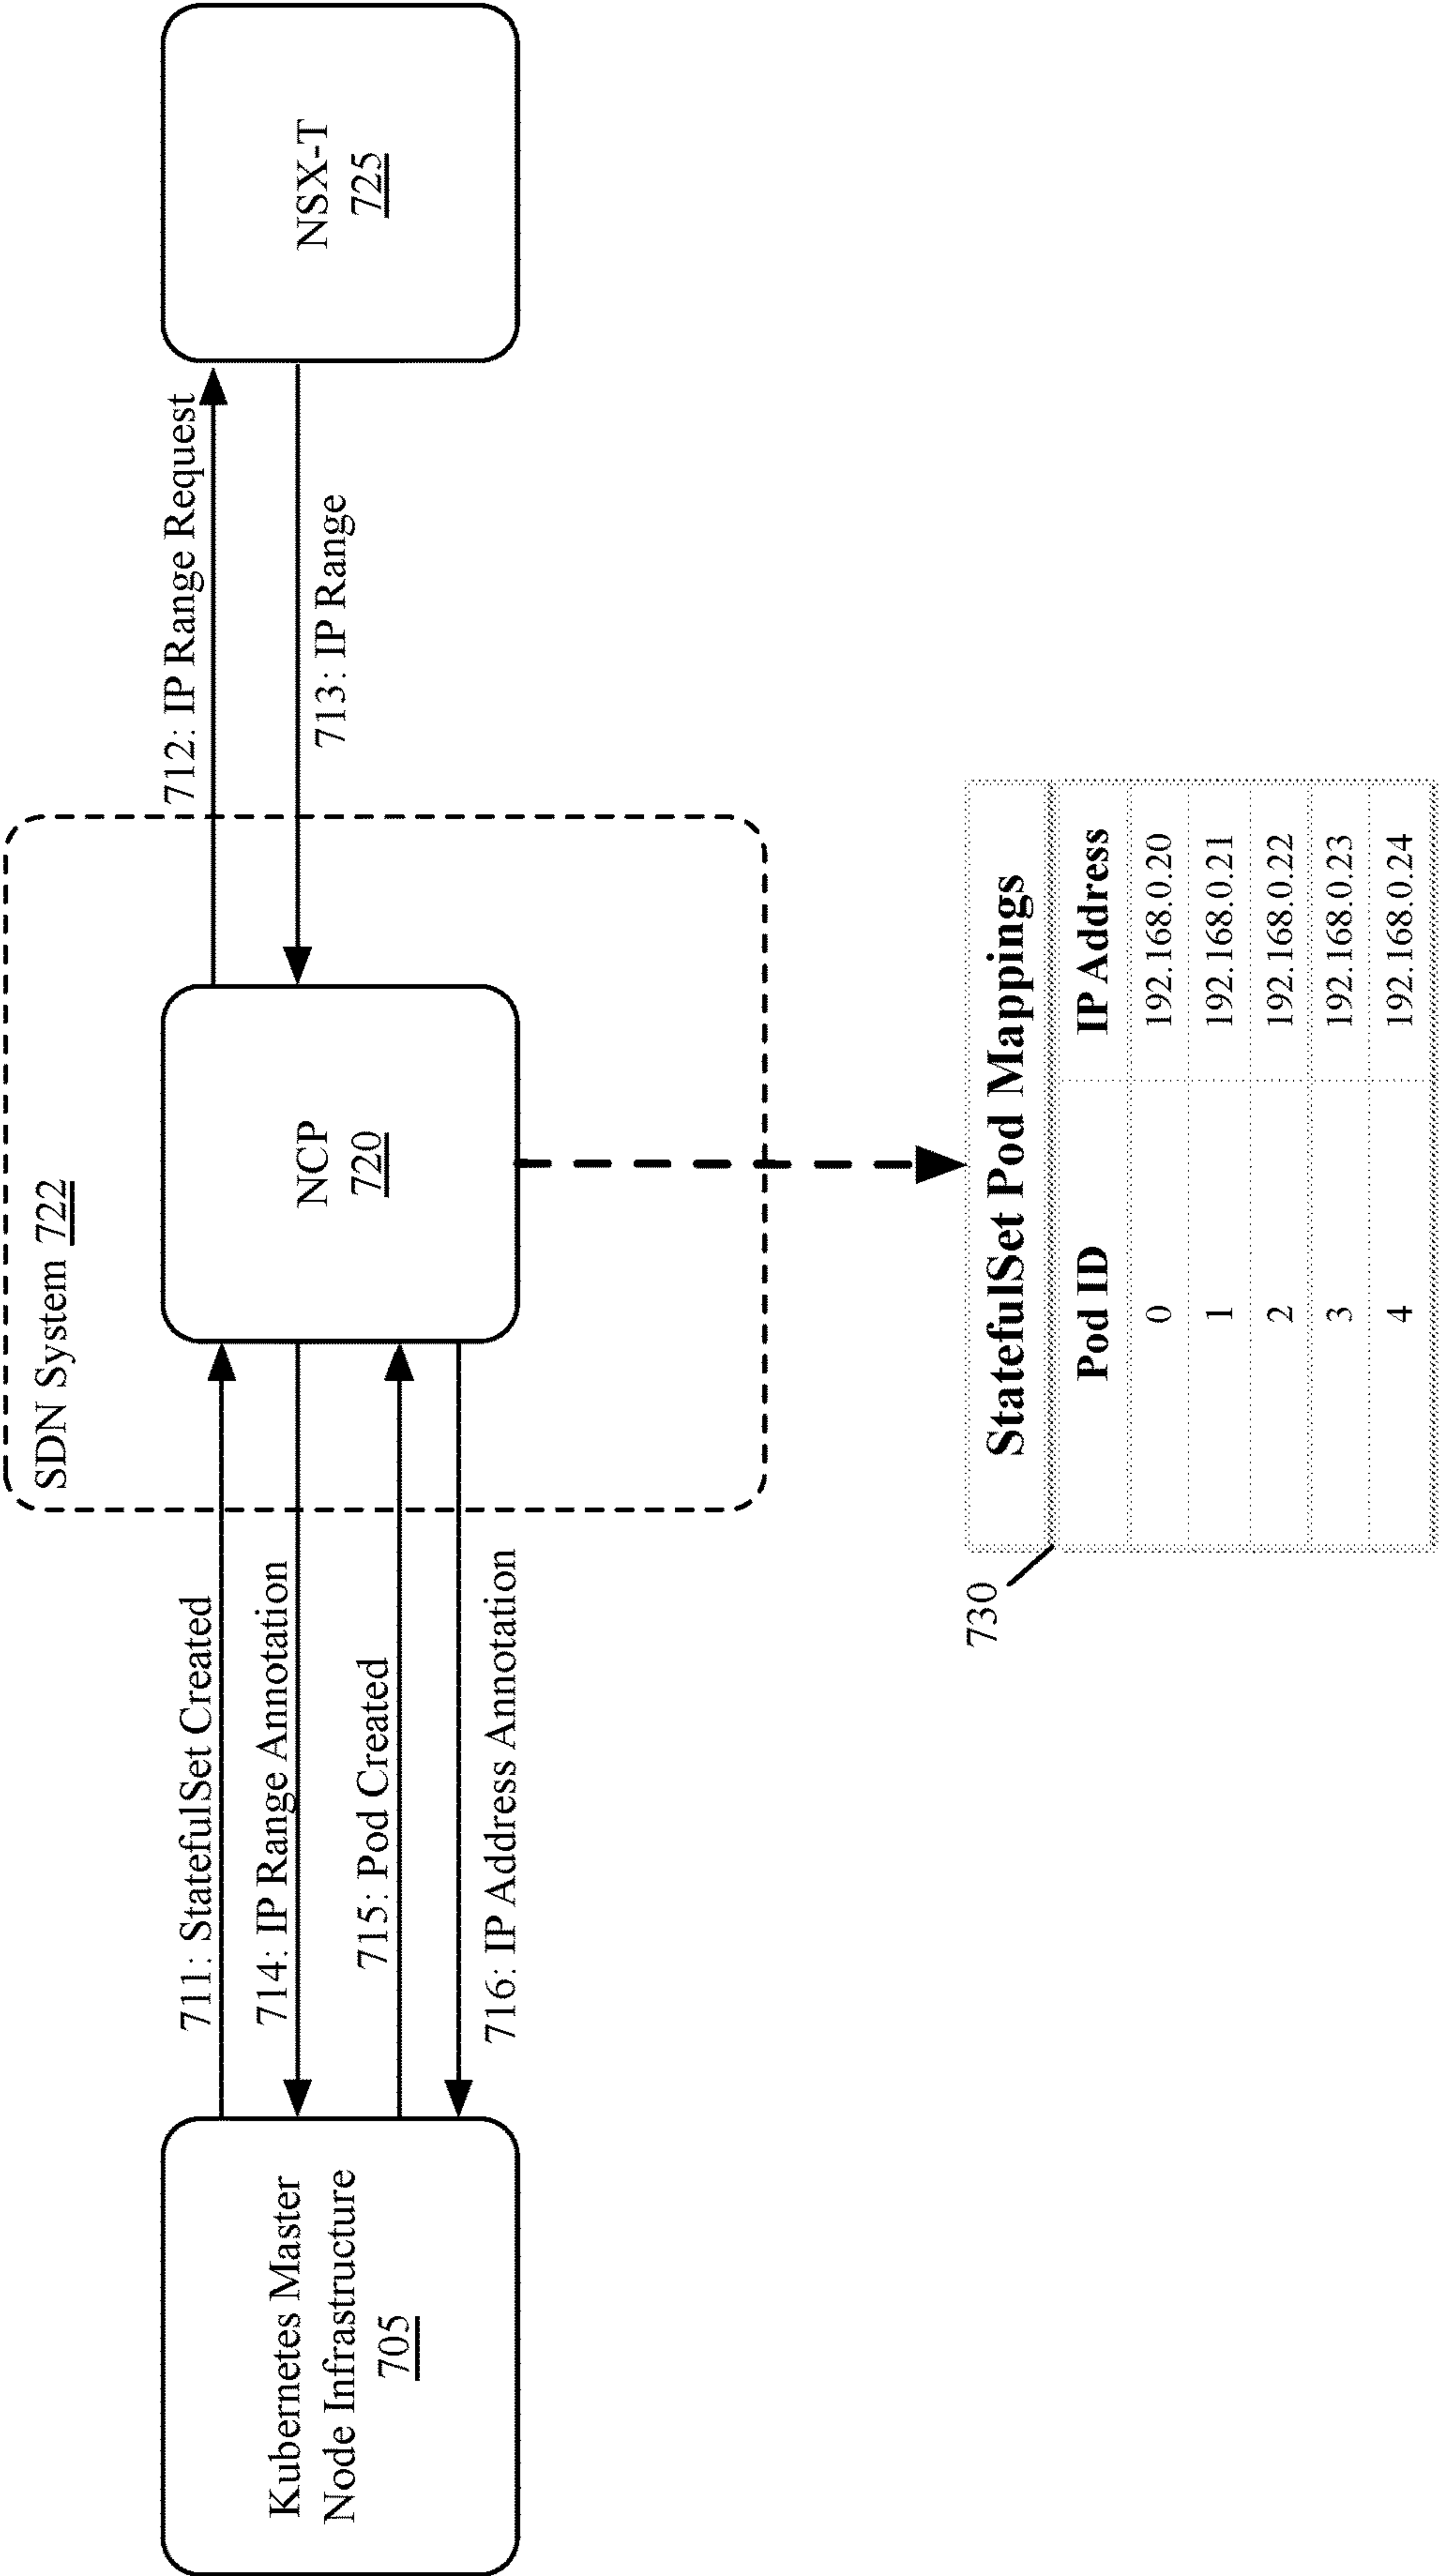 SDN System 722
Kubernetes Master
Node Infrastructure
705
711: StatefulSet Created
714: IP Range Annotation
715: Pod Created
716: IP Address Annotation
NCP
720
712: IP Range Request
713: IP Range
NSX-T
725
730
StatefulSet Pod Mappings
Pod ID IP Address
0 192.168.0.20
1 192.168.0.21
2 192.168.0.22
3 192.168.0.23
4 192.168.0.24